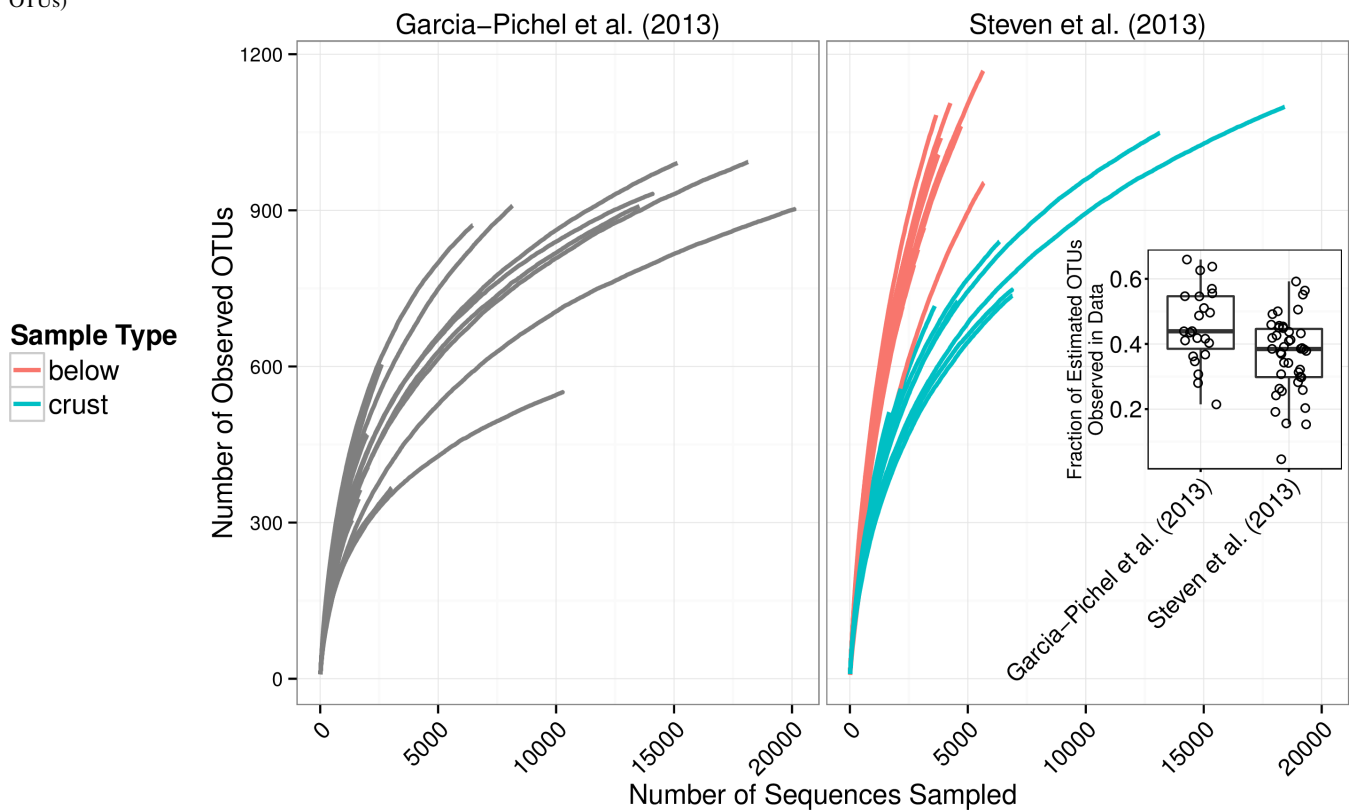 OTUs)
Garcia−Pichel et al. (2013)
Steven et al. (2013)
1200
900
600
300
0
Number of Observed OTUs
Sample Type
below
crust
0
5000
10000
15000
20000
0
5000
10000
15000
20000
Number of Sequences Sampled
Fraction of Estimated OTUs
Observed in Data
0.6
0.4
0.2
Garcia−Pichel et al. (2013)
Steven et al. (2013)